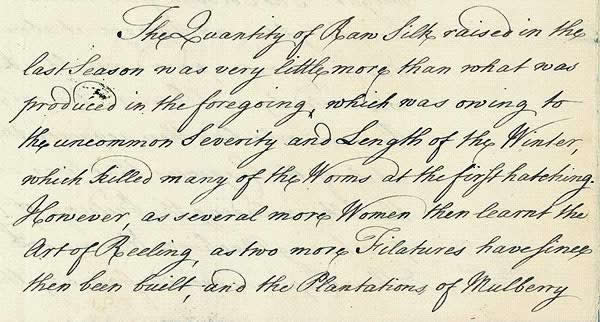 The Quantity of Raw Silk raised in the
last Season was very little more than what was
produced in the foregoing, which was owing to
the uncommon Severity and Length of the Winter,
which killed many of the Worms at the first hatching.
However, as several more Women then learnt the
Art of Reeling, as two more Filatures have since
then been built, and the Plantations of Mulberry